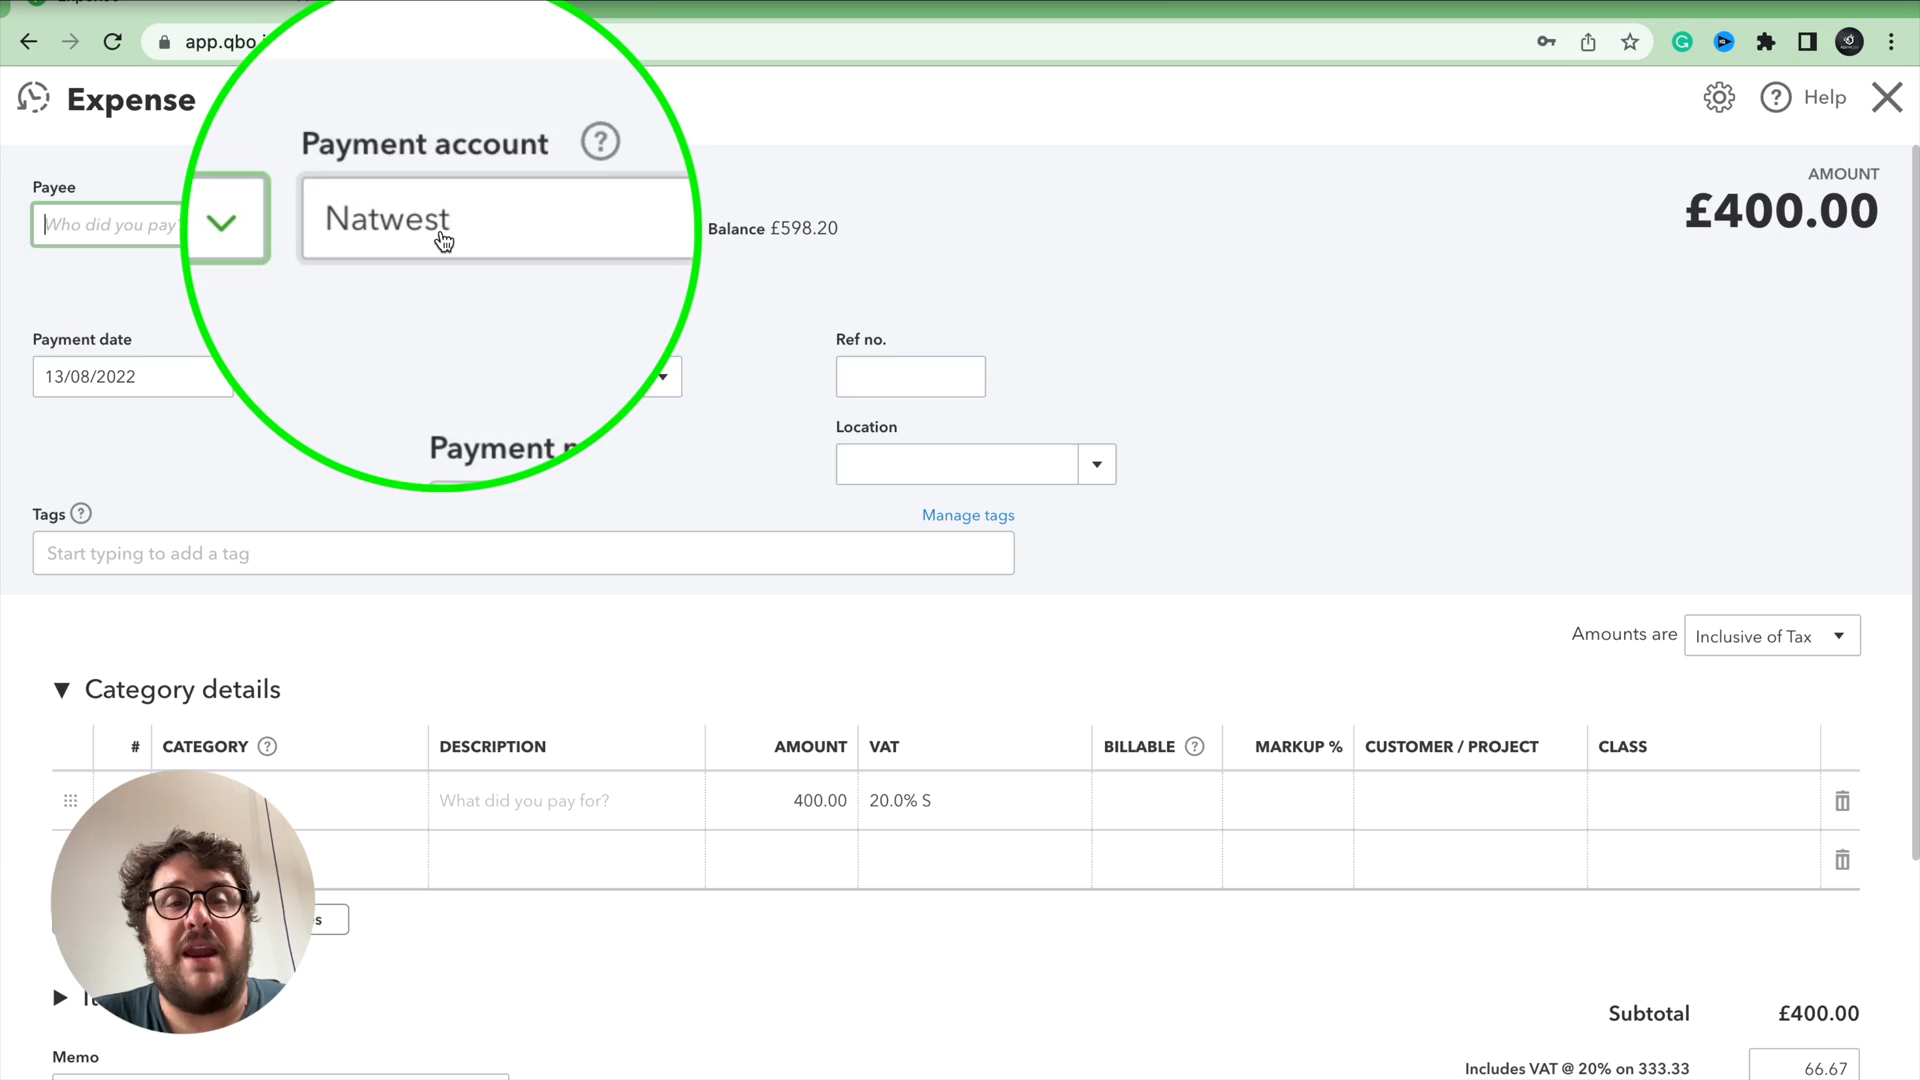 app.qbo.
Expense
Help
Payment account
Payee
Who did you pay
Natwest
Balance £598.20
AMOUNT
£400.00
Payment date
13/08/2022
Ref no.
Location
Payment
Tags
Manage tags
Start typing to add a tag
Amounts are
Inclusive of Tax
Category details
# CATEGORY DESCRIPTION AMOUNT VAT BILLABLE MARKUP % CUSTOMER / PROJECT CLASS
What did you pay for? 400.00 20.0% S
Subtotal £400.00
Memo
Includes VAT @ 20% on 333.33 66.67